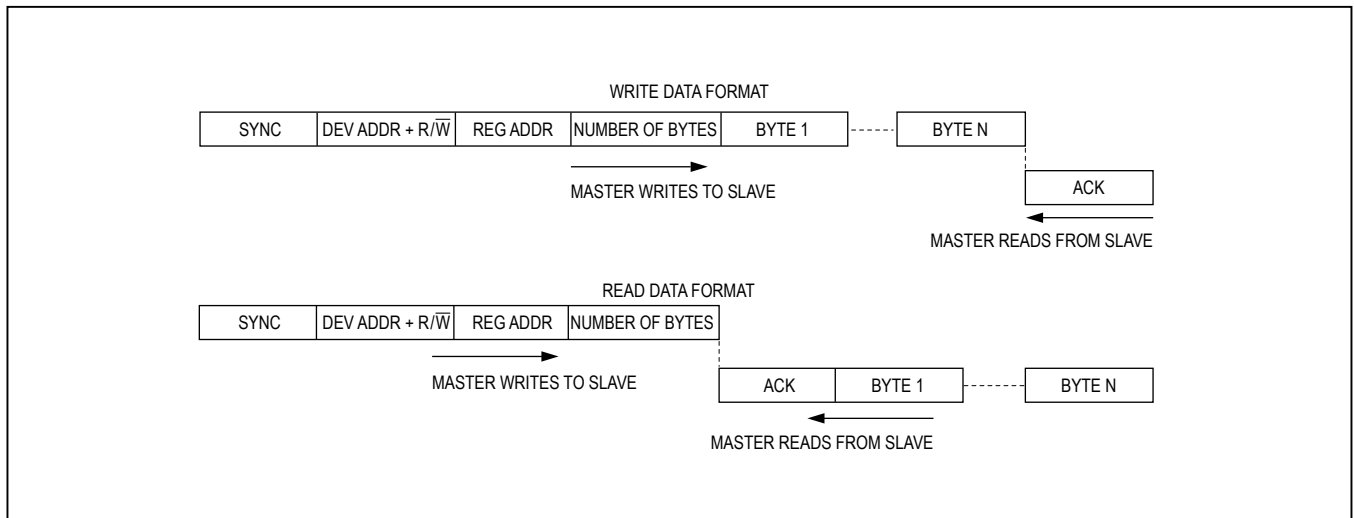 WRITE DATA FORMAT
SYNC DEV ADDR + R/W̅ REG ADDR NUMBER OF BYTES BYTE 1 BYTE N
MASTER WRITES TO SLAVE
ACK
MASTER READS FROM SLAVE
READ DATA FORMAT
SYNC DEV ADDR + R/W̅ REG ADDR NUMBER OF BYTES
MASTER WRITES TO SLAVE
ACK BYTE 1 BYTE N
MASTER READS FROM SLAVE